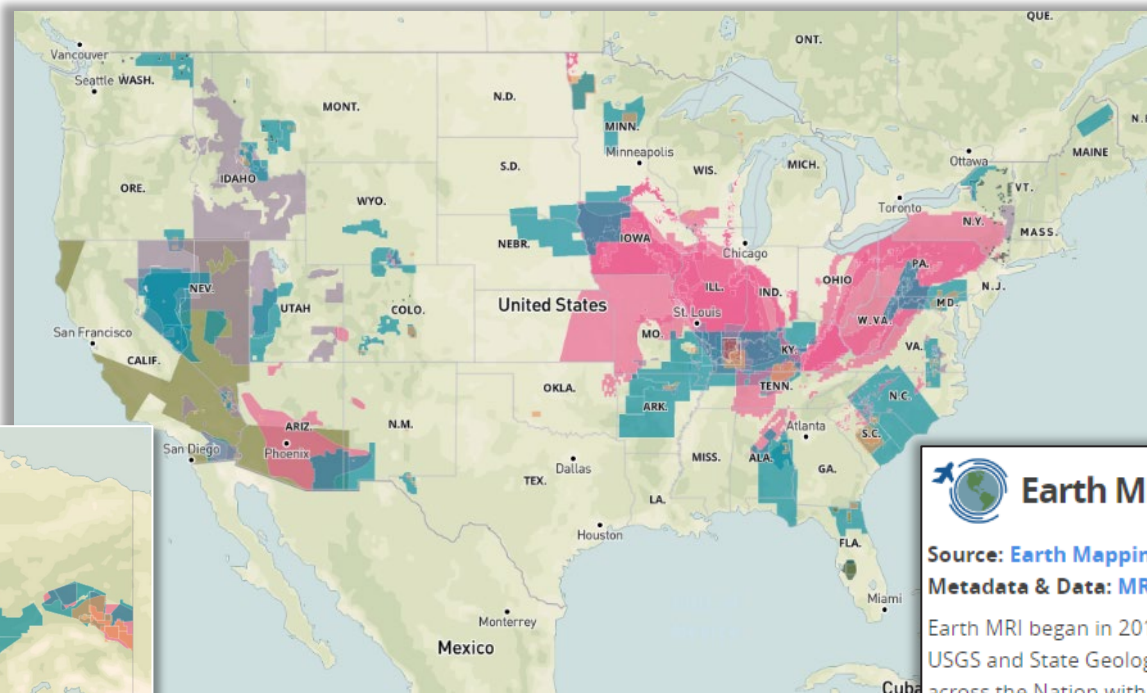 QUE.
ONT.
Vancouver
Seattle
WASH.
MONT.
N.D.
MINN.
Minneapolis
Ottawa
MAINE
ORE.
IDAHO
S.D.
WIS.
MICH.
VT.
WYO.
Toronto
N.Y.
MASS.
NEBR.
IOWA
Chicago
PA.
N.J.
NEV.
UTAH
COLO.
United States
ILL.
IND.
OHIO
MD.
St. Louis
W.VA.
San Francisco
CALIF.
MO.
KY.
VA.
OKLA.
TENN.
N.C.
ARIZ.
N.M.
ARK.
Atlanta
S.C.
San Diego
Phoenix
Dallas
MISS.
ALA.
GA.
TEX.
LA.
Houston
FLA.
Miami
Monterrey
Mexico
Cuba
Earth M
Source: Earth Mappin
Metadata & Data: MR
Earth MRI began in 201
USGS and State Geolog
across the Nation with